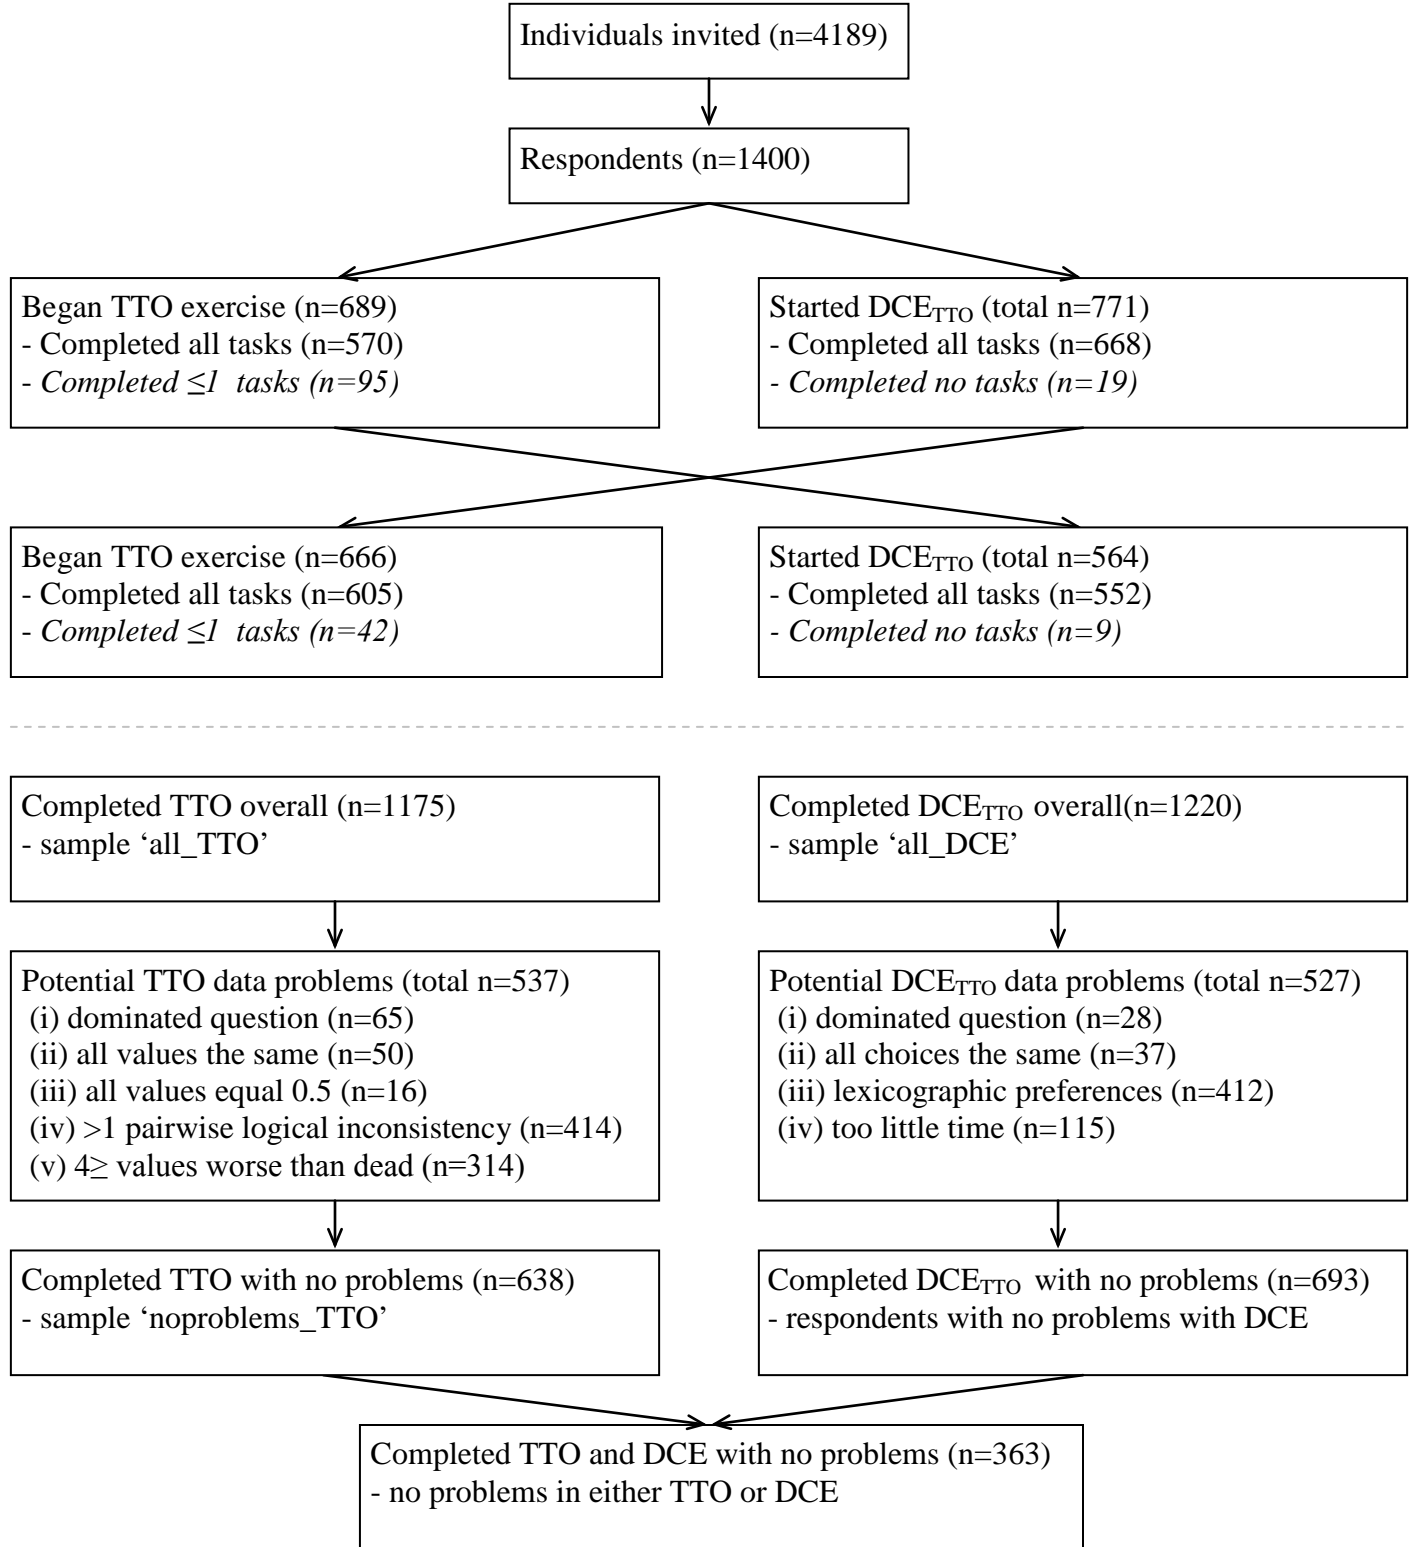 Individuals invited (n=4189)
Respondents (n=1400)
Began TTO exercise (n=689)
- Completed all tasks (n=570)
- Completed ≤1 tasks (n=95)
Started DCETTO (total n=771)
- Completed all tasks (n=668)
- Completed no tasks (n=19)
Began TTO exercise (n=666)
- Completed all tasks (n=605)
- Completed ≤1 tasks (n=42)
Started DCETTO (total n=564)
- Completed all tasks (n=552)
- Completed no tasks (n=9)
Completed TTO overall (n=1175)
- sample ‘all_TTO’
Completed DCETTO overall(n=1220)
- sample ‘all_DCE’
Potential TTO data problems (total n=537)
(i) dominated question (n=65)
(ii) all values the same (n=50)
(iii) all values equal 0.5 (n=16)
(iv) >1 pairwise logical inconsistency (n=414)
(v) 4≥ values worse than dead (n=314)
Potential DCETTO data problems (total n=527)
(i) dominated question (n=28)
(ii) all choices the same (n=37)
(iii) lexicographic preferences (n=412)
(iv) too little time (n=115)
Completed TTO with no problems (n=638)
- sample ‘noproblems_TTO’
Completed DCETTO with no problems (n=693)
- respondents with no problems with DCE
Completed TTO and DCE with no problems (n=363)
- no problems in either TTO or DCE